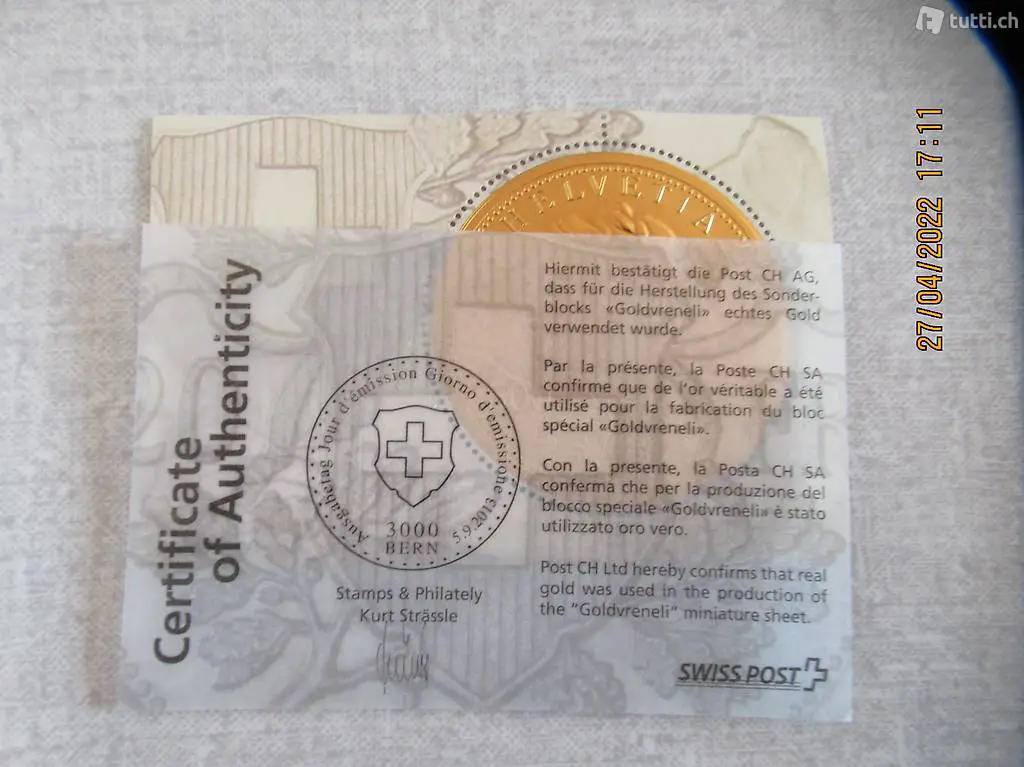 tutti.ch
27/04/2022 17:11
HELVETIA
Certificate
of Authenticity
Hiermit bestätigt die Post CH AG,
dass für die Herstellung des Sonder-
blocks «Goldvreneli» echtes Gold
verwendet wurde.
Par la présente, la Poste CH SA
confirme que de l'or véritable a été
utilisé pour la fabrication du bloc
spécial «Goldvreneli».
Con la presente, la Posta CH SA
conferma che per la produzione del
blocco speciale «Goldvreneli» è stato
utilizzato oro vero.
Post CH Ltd hereby confirms that real
gold was used in the production of
the "Goldvreneli" miniature sheet.
Ausgabetag Jour d'émission Giorno d'emissione
5.9.2013
3000
BERN
Stamps & Philately
Kurt Strässle
SWISS POST